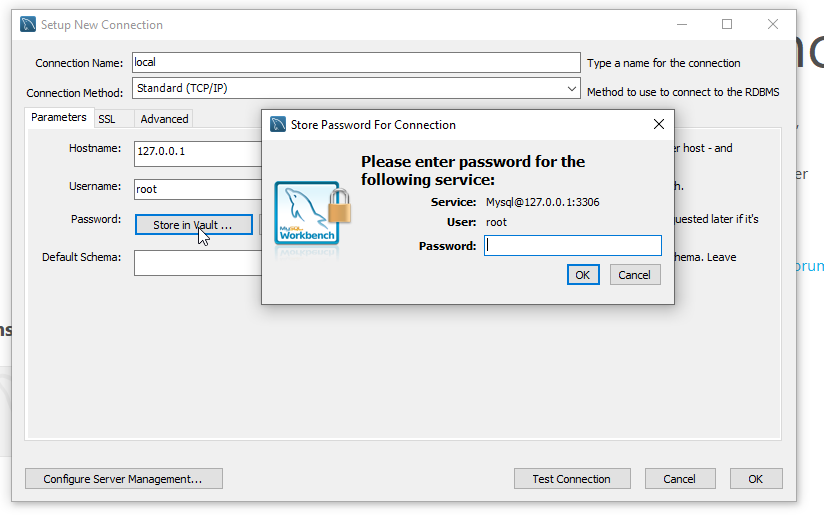 Setup New Connection
Connection Name: local Type a name for the connection
Connection Method: Standard (TCP/IP) Method to use to connect to the RDBMS
Parameters SSL Advanced
Hostname: 127.0.0.1
host - and
Username: root
Password: Store in Vault ...
later if it's
Default Schema:
Leave
Store Password For Connection
Please enter password for the
following service:
Service: Mysql@127.0.0.1:3306
User: root
Password:
OK Cancel
MySQL
Workbench
Configure Server Management... Test Connection Cancel OK